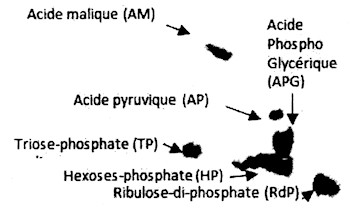 Acide malique (AM)
Acide
Phospho
Glycérique
(APG)
Acide pyruvique (AP)
Triose-phosphate (TP)
Hexoses-phosphate (HP)
Ribulose-di-phosphate (RdP)